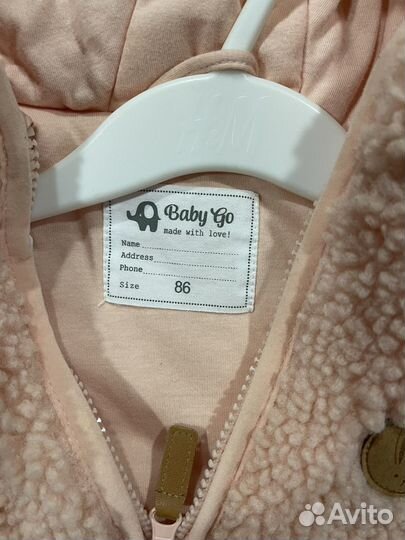 H&M
Baby Go
made with love!
Name
Address
Phone
Size 86
Avito